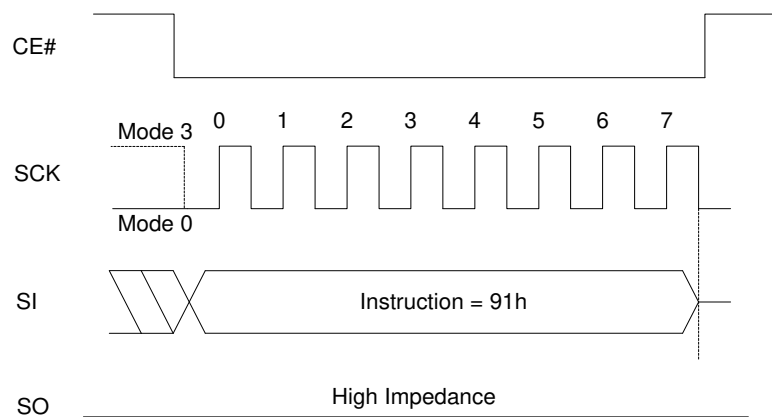 CE#
Mode 3
0 1 2 3 4 5 6 7
SCK
Mode 0
SI
Instruction = 91h
SO
High Impedance